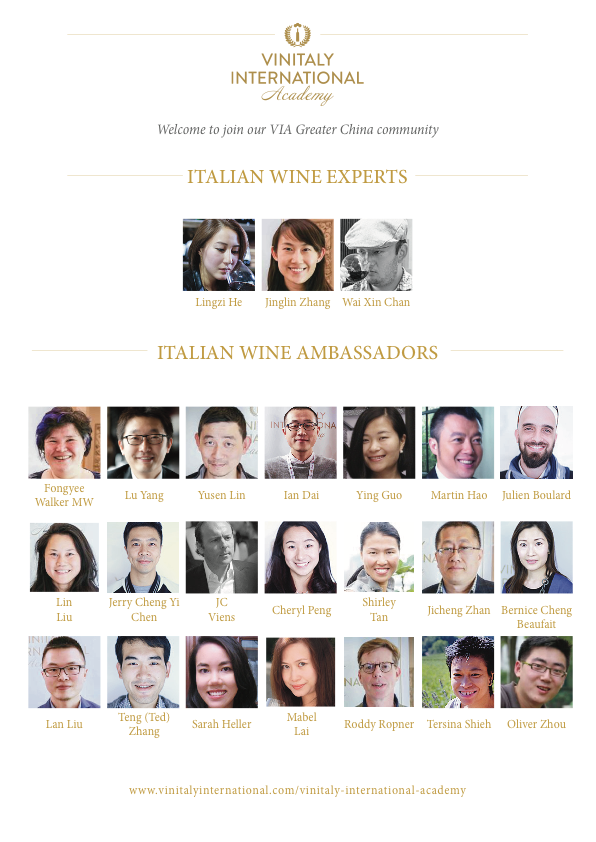 VINITALY
INTERNATIONAL
Academy
Welcome to join our VIA Greater China community
ITALIAN WINE EXPERTS
Lingzi He
Jinglin Zhang
Wai Xin Chan
ITALIAN WINE AMBASSADORS
Fongyee
Walker MW
Lu Yang
Yusen Lin
Ian Dai
Ying Guo
Martin Hao
Julien Boulard
Lin
Liu
Jerry Cheng Yi
Chen
JC
Viens
Cheryl Peng
Shirley
Tan
Jicheng Zhan
Bernice Cheng
Beaufait
Lan Liu
Teng (Ted)
Zhang
Sarah Heller
Mabel
Lai
Roddy Ropner
Tersina Shieh
Oliver Zhou
www.vinitalyinternational.com/vinitaly-international-academy